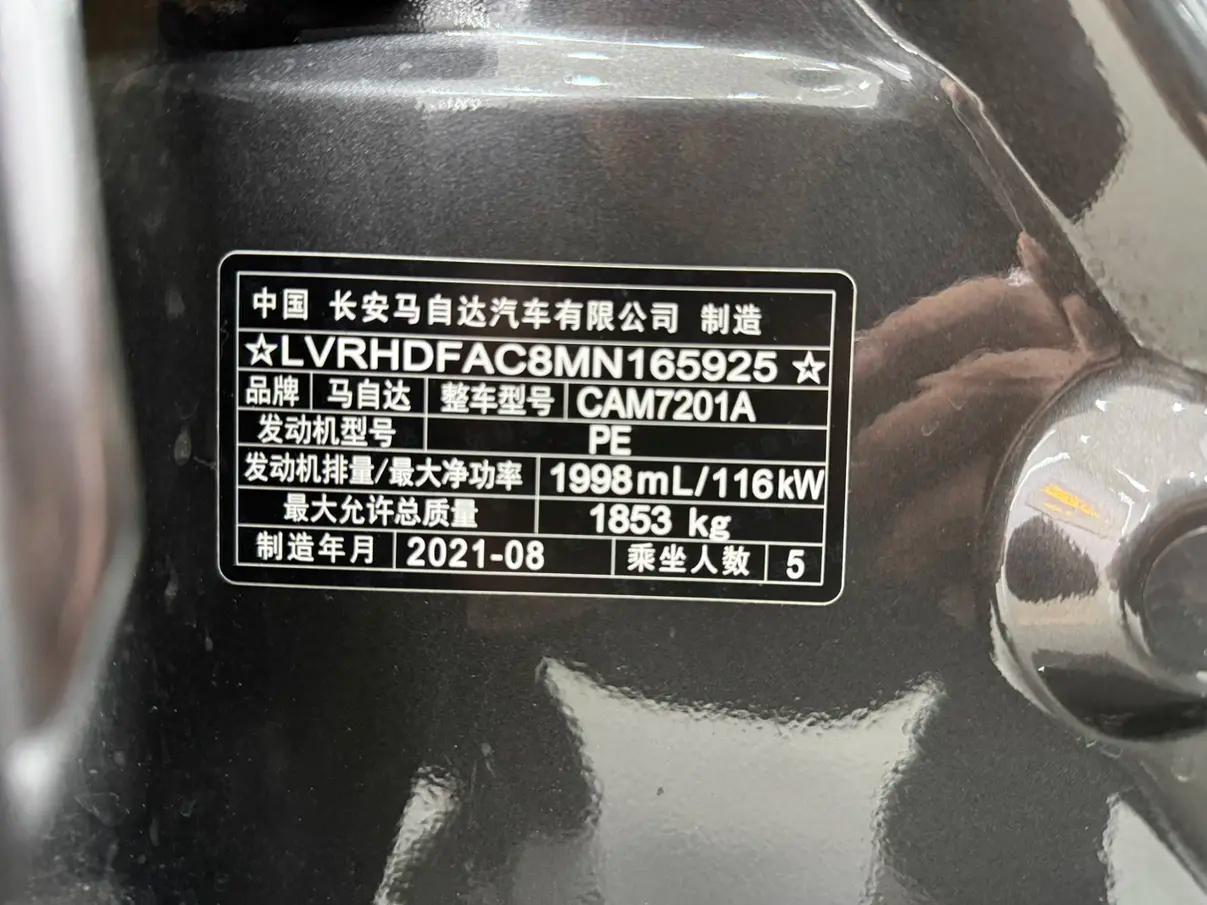 中国 长安马自达汽车有限公司 制造
☆LVRHDFAC8MN165925☆
品牌 马自达 整车型号 CAM7201A
发动机型号 PE
发动机排量/最大净功率 1998mL/116kW
最大允许总质量 1853 kg
制造年月 2021-08 乘坐人数 5